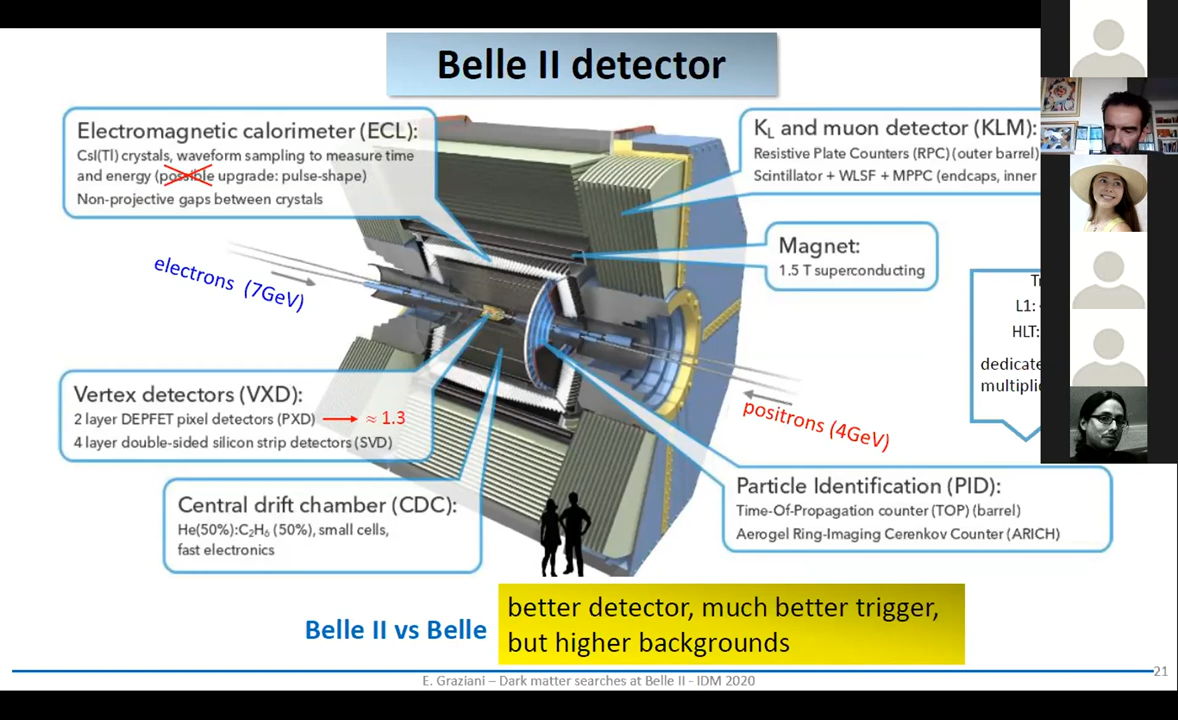 Belle II detector
Electromagnetic calorimeter (ECL):
CsI(Tl) crystals, waveform sampling to measure time
and energy (possible upgrade: pulse-shape)
Non-projective gaps between crystals
K_L and muon detector (KLM):
Resistive Plate Counters (RPC) (outer barrel)
Scintillator + WLSF + MPPC (endcaps, inner
Magnet:
1.5 T superconducting
electrons (7GeV)
L1:
HLT:
Vertex detectors (VXD):
2 layer DEPFET pixel detectors (PXD) → ≈ 1.3
4 layer double-sided silicon strip detectors (SVD)
positrons (4GeV)
Central drift chamber (CDC):
He(50%):C₂H₆ (50%), small cells,
fast electronics
Particle Identification (PID):
Time-Of-Propagation counter (TOP) (barrel)
Aerogel Ring-Imaging Cerenkov Counter (ARICH)
Belle II vs Belle
better detector, much better trigger,
but higher backgrounds
E. Graziani – Dark matter searches at Belle II - IDM 2020
21